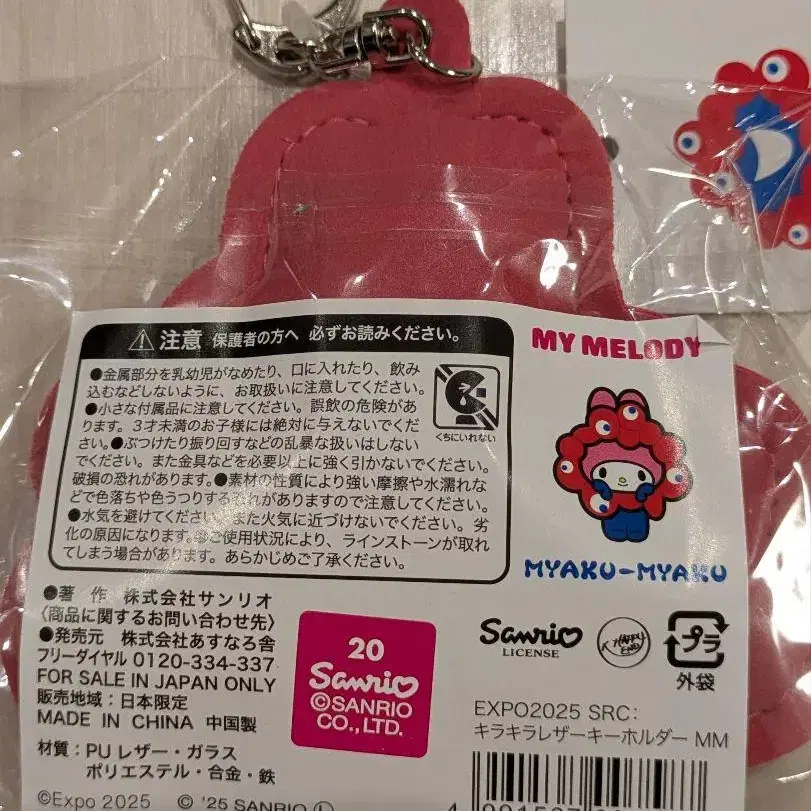 注意 保護者の方へ 必ずお読みください。
●金属部分を乳幼児がなめたり、口に入れたり、飲み
込むなどしないように、お取扱いに注意してください。
●小さな付属品に注意してください。誤飲の危険があ
ります。3才未満のお子様には絶対に与えないでくだ
さい。●ぶつけたり振り回すなどの乱暴な扱いはしない
でください。また金具などを必要以上に強く引かないでください。
破損の恐れがあります。●素材の性質により強い摩擦や水濡れな
どで色落ちや色うつりする恐れがありますので注意してください。
●水気を避けてください。また火気に近づけないでください。劣
化の原因になります。●ご使用状況により、ラインストーンが取れ
てしまう場合があります。あらかじめご了承ください。
くちにいれない
MY MELODY
MYAKU-MYAKU
●著 作 株式会社サンリオ
〈商品に関するお問い合わせ先〉
●発売元 株式会社あすなろ舎
フリーダイヤル 0120-334-337
FOR SALE IN JAPAN ONLY
販売地域:日本限定
MADE IN CHINA 中国製
材質:PU レザー・ガラス
ポリエステル・合金・鉄
©Expo 2025 © '25 SANRIO Ⓛ
20
Sanrio
©SANRIO
CO., LTD.
Sanrio
LICENSE
HAPPY
END
プラ
外袋
EXPO2025 SRC:
キラキラレザーキーホルダー MM